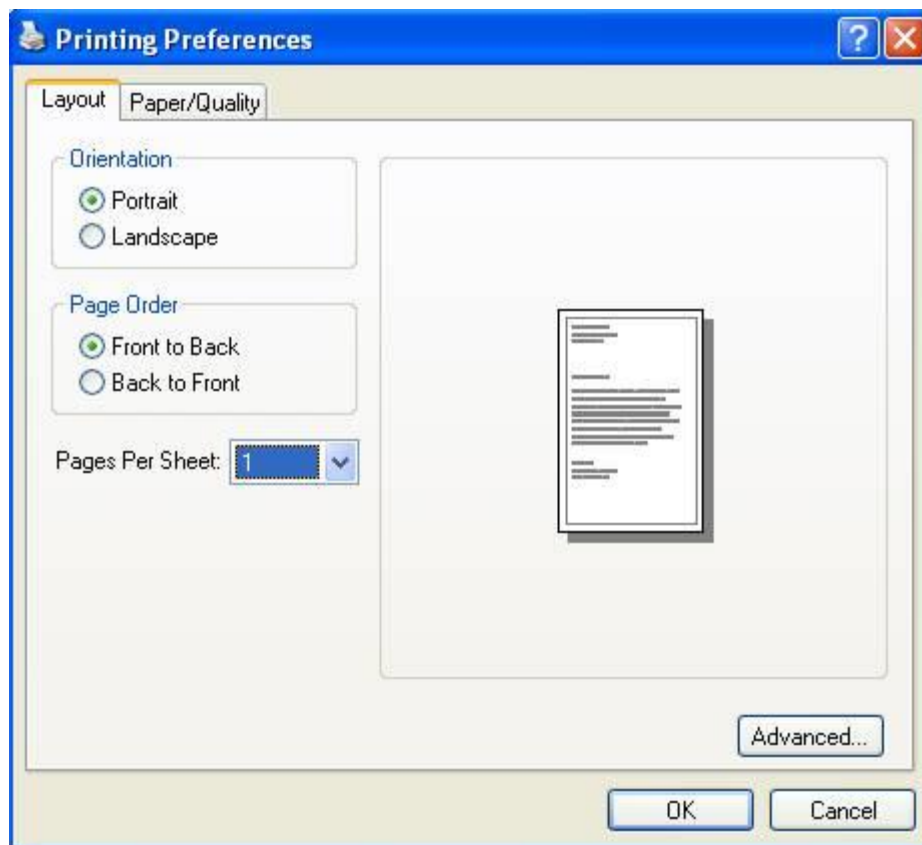 Printing Preferences
Layout Paper/Quality
Orientation
Portrait
Landscape
Page Order
Front to Back
Back to Front
Pages Per Sheet: 1
Advanced...
OK Cancel